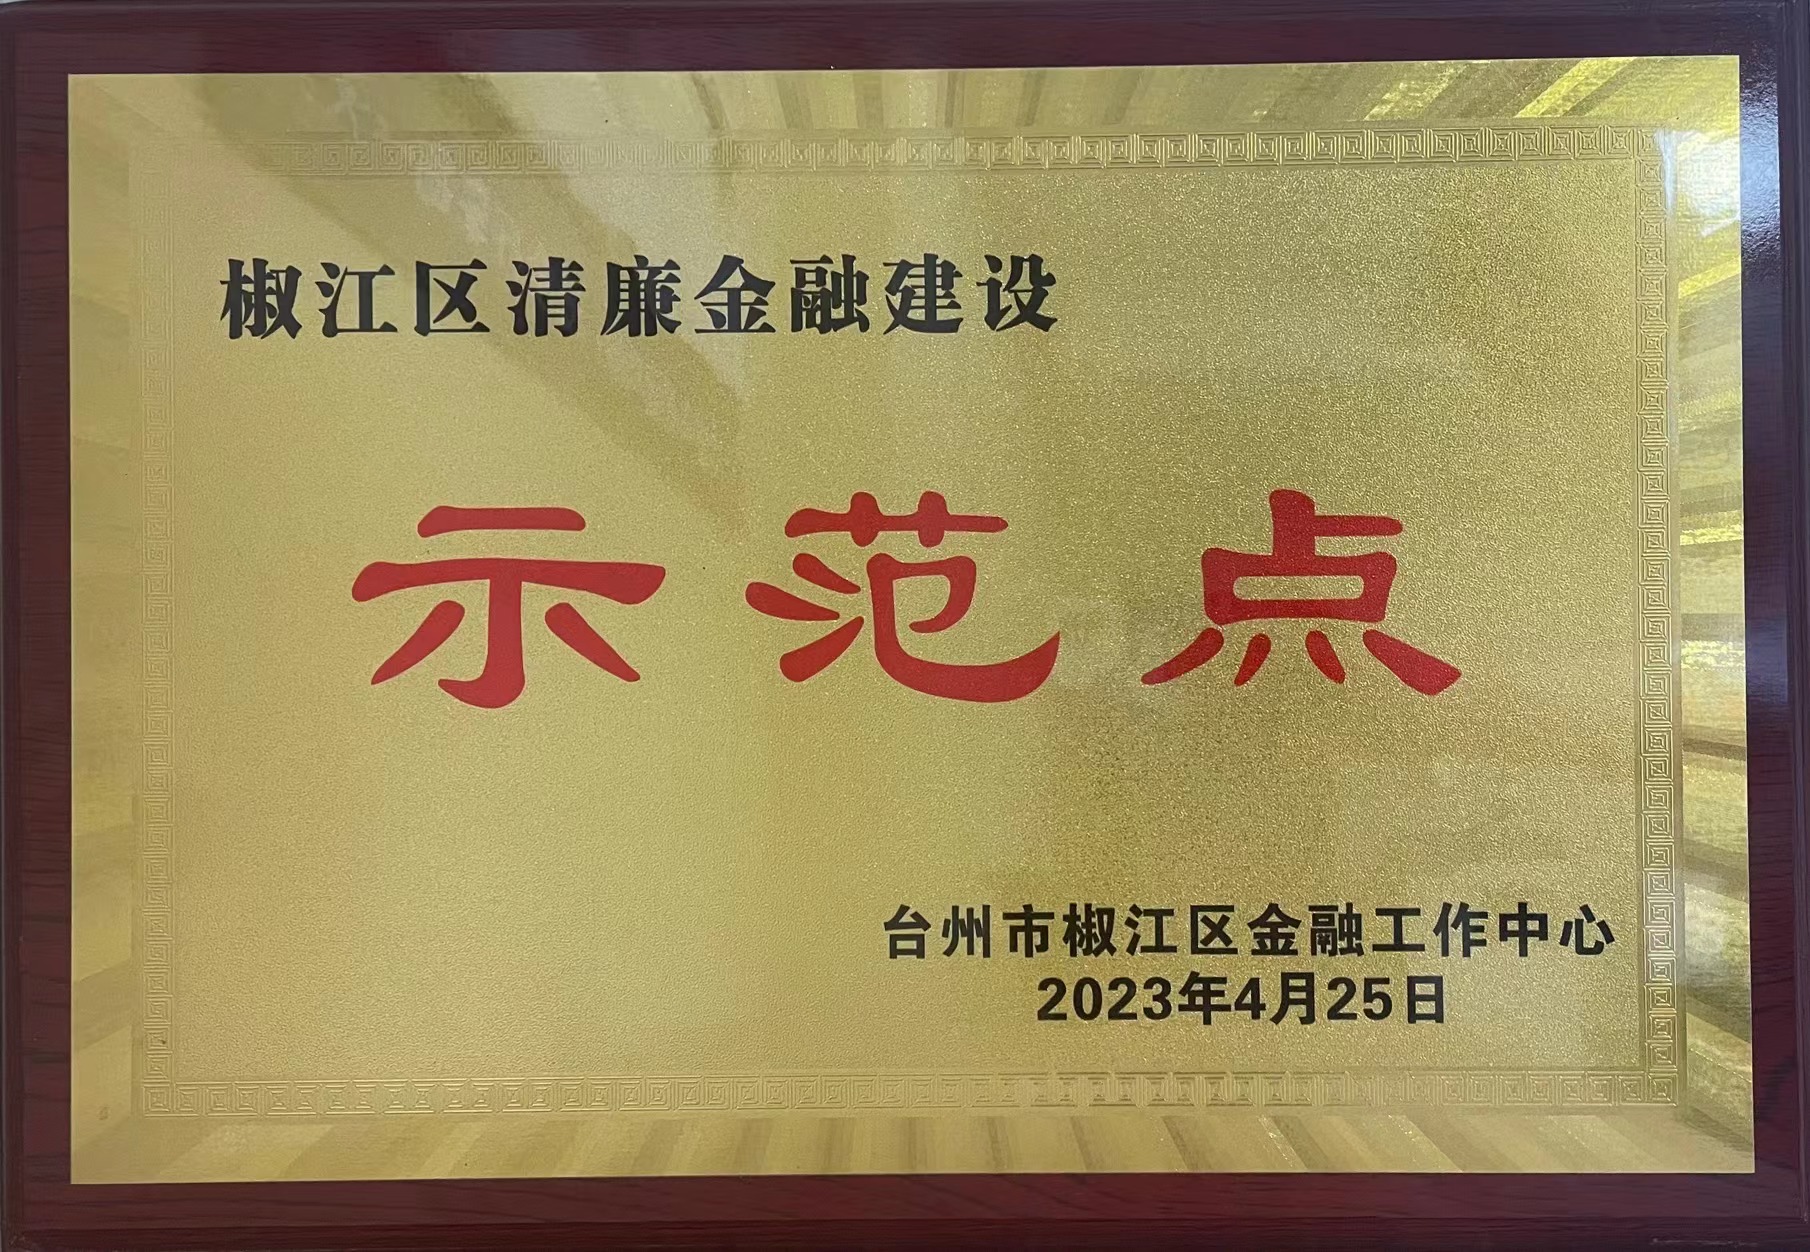 椒江区清廉金融建设
示范点
台州市椒江区金融工作中心
2023年4月25日